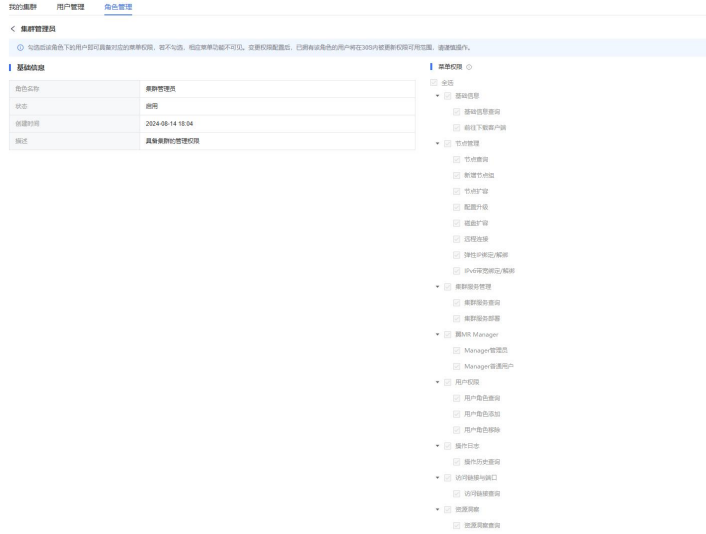 我的集群 用户管理 角色管理
集群管理员
勾选后该角色下的用户即可具备对应的菜单权限，若不勾选，相应菜单功能不可见。变更权限配置后，已拥有该角色的用户将在30S内被更新权限可用范围，请谨慎操作。
基础信息
角色名称 集群管理员
状态 启用
创建时间 2024-08-14 18:04
描述 具备集群的管理权限
菜单权限
全选
基础信息
基础信息查询
前往下载客户端
节点管理
节点查询
新增节点组
节点扩容
配置升级
磁盘扩容
远程连接
弹性IP绑定/解绑
IPv6带宽绑定/解绑
集群服务管理
集群服务查询
集群服务部署
翼MR Manager
Manager管理员
Manager普通用户
用户权限
用户角色查询
用户角色添加
用户角色移除
操作日志
操作历史查询
访问链接与端口
访问链接查询
资源洞察
资源洞察查询